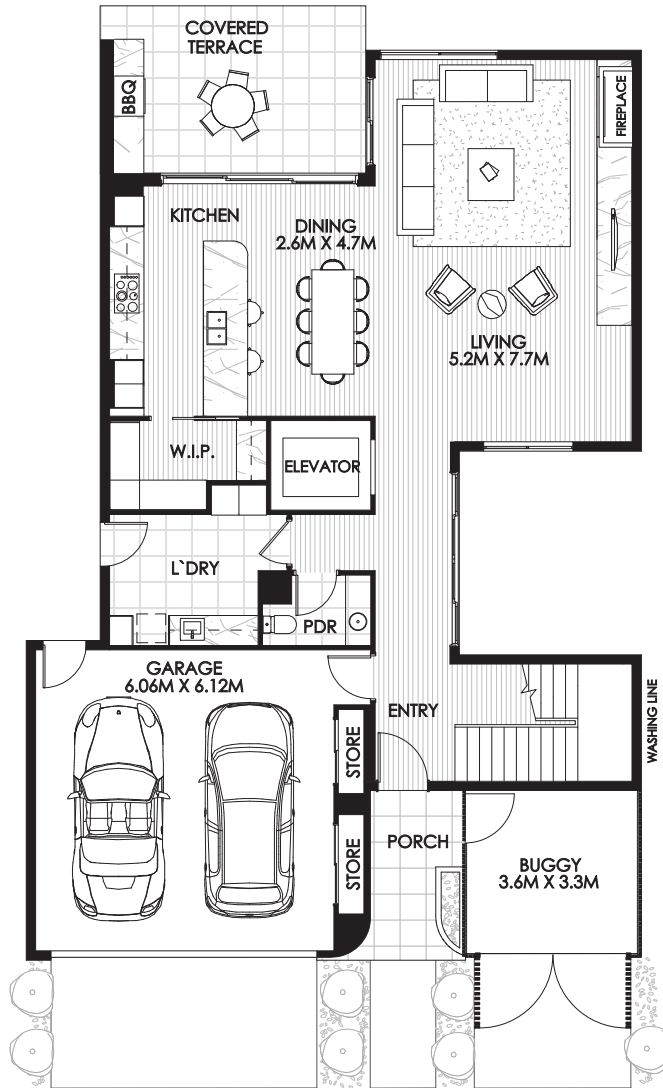 COVERED
TERRACE
BBQ
FIREPLACE
KITCHEN
DINING
2.6M X 4.7M
LIVING
5.2M X 7.7M
W.I.P.
ELEVATOR
L`DRY
PDR
GARAGE
6.06M X 6.12M
ENTRY
WASHING LINE
STORE
STORE
PORCH
BUGGY
3.6M X 3.3M